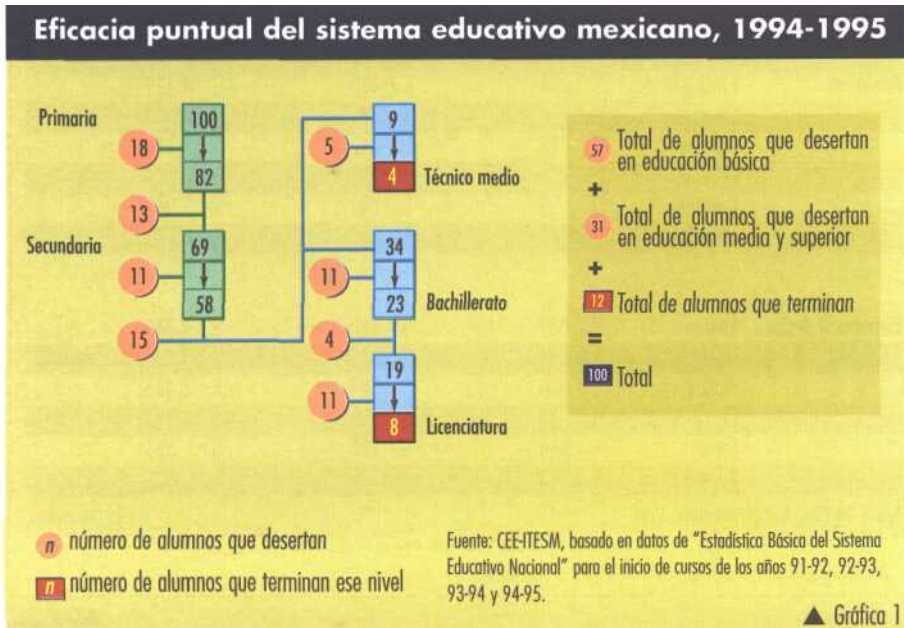 Eficacia puntual del sistema educativo mexicano, 1994-1995
Primaria
100
18
82
13
Secundaria
69
11
58
15
9
5
4
Técnico medio
34
11
23
Bachillerato
4
19
11
8
Licenciatura
57 Total de alumnos que desertan
en educación básica
+
31 Total de alumnos que desertan
en educación media y superior
+
12 Total de alumnos que terminan
=
100 Total
n número de alumnos que desertan
n número de alumnos que terminan ese nivel
Fuente: CEE-ITESM, basado en datos de "Estadística Básica del Sistema
Educativo Nacional" para el inicio de cursos de los años 91-92, 92-93,
93-94 y 94-95.
▲ Gráfica 1